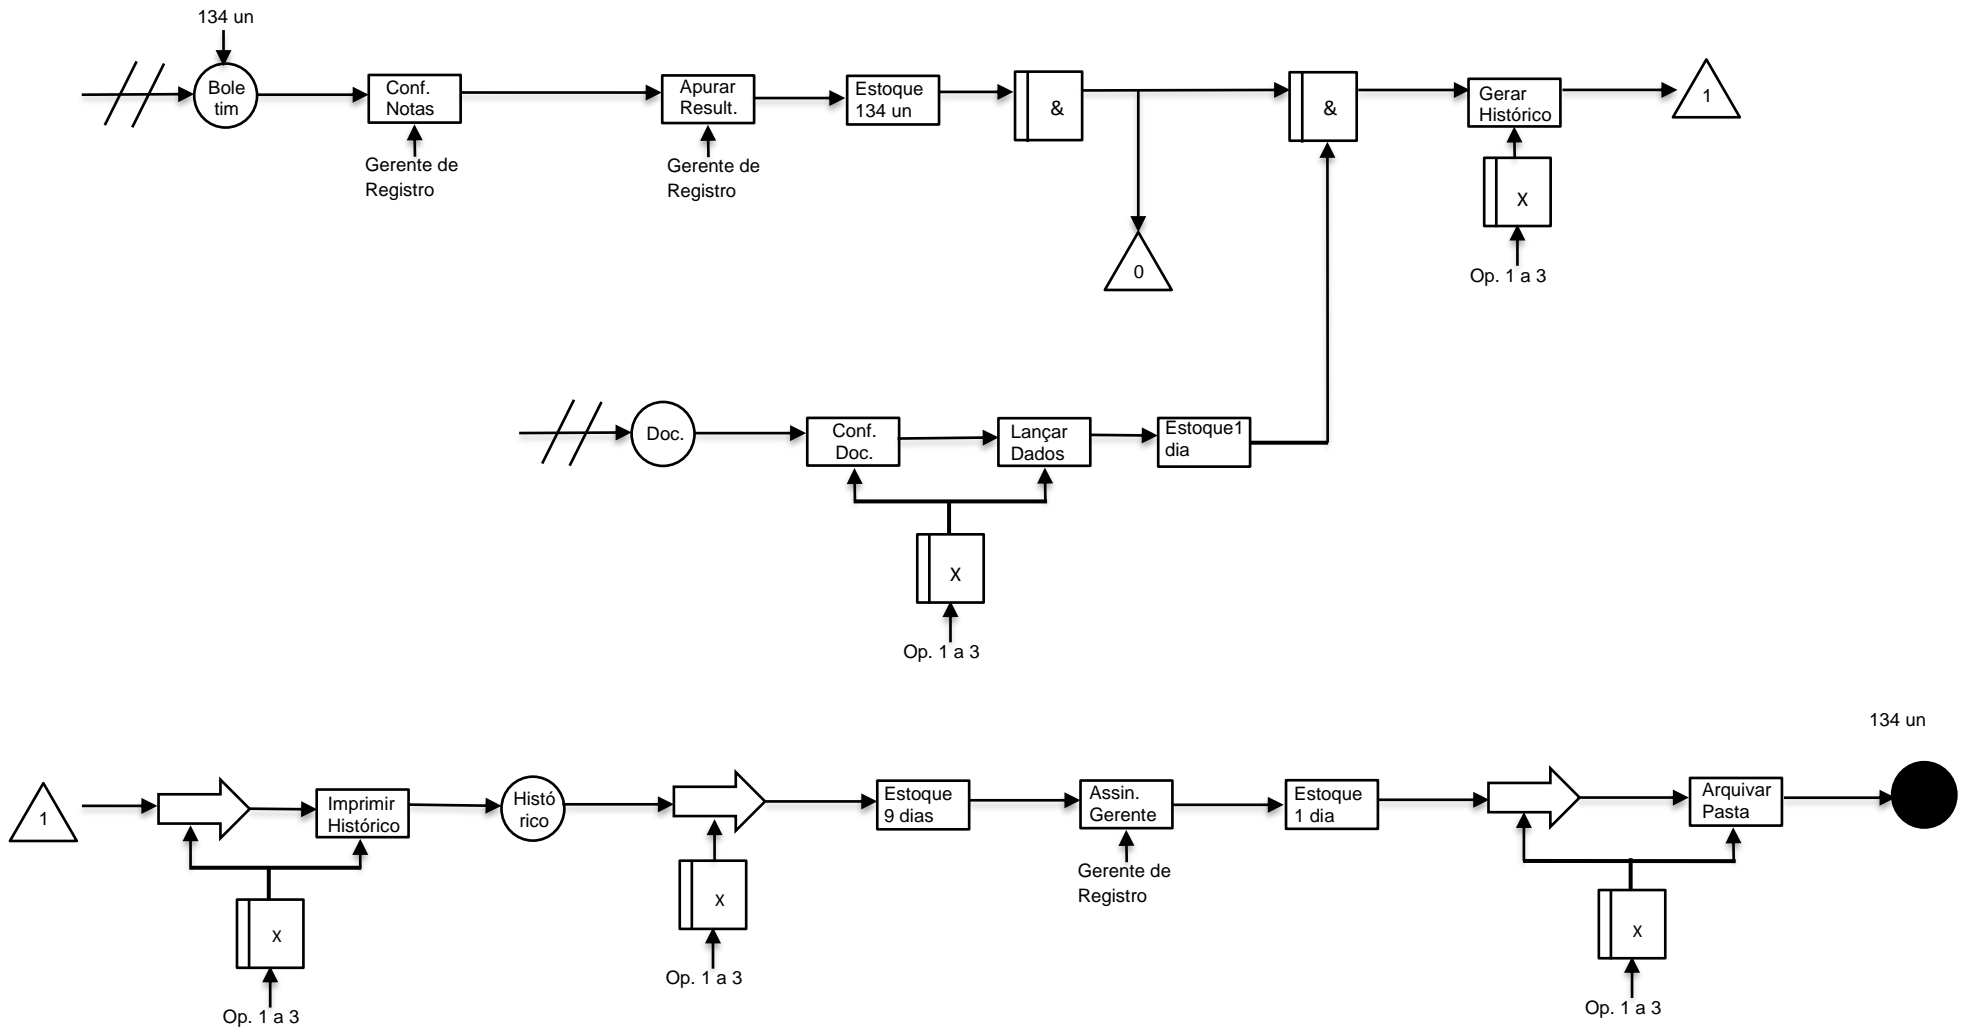 134 un
Bole
tim
Conf.
Notas
Gerente de
Registro
Apurar
Result.
Gerente de
Registro
Estoque
134 un
&
0
&
Gerar
Histórico
X
Op. 1 a 3
1
Doc.
Conf.
Doc.
Lançar
Dados
Estoque1
dia
X
Op. 1 a 3
134 un
1
Imprimir
Histórico
X
Op. 1 a 3
Histó
rico
X
Op. 1 a 3
Estoque
9 dias
Assin.
Gerente
Gerente de
Registro
Estoque
1 dia
Arquivar
Pasta
X
Op. 1 a 3